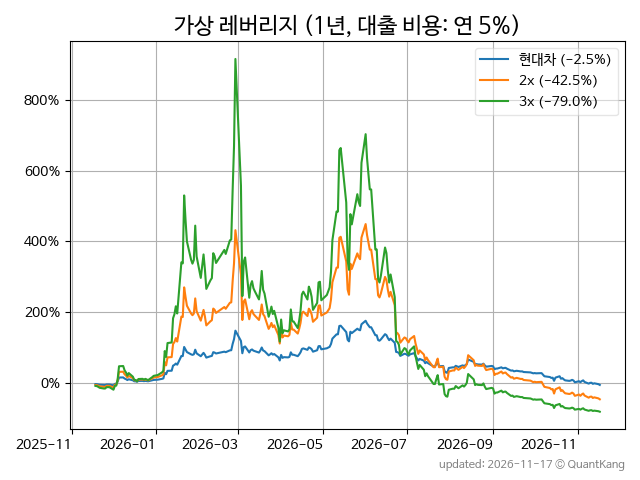 가상 레버리지 (1년, 대출 비용: 연 5%)
현대차 (−2.5%)
2x (−42.5%)
3x (−79.0%)
800%
600%
400%
200%
0%
2025-11 2026-01 2026-03 2026-05 2026-07 2026-09 2026-11
updated: 2026-11-17 © QuantKang